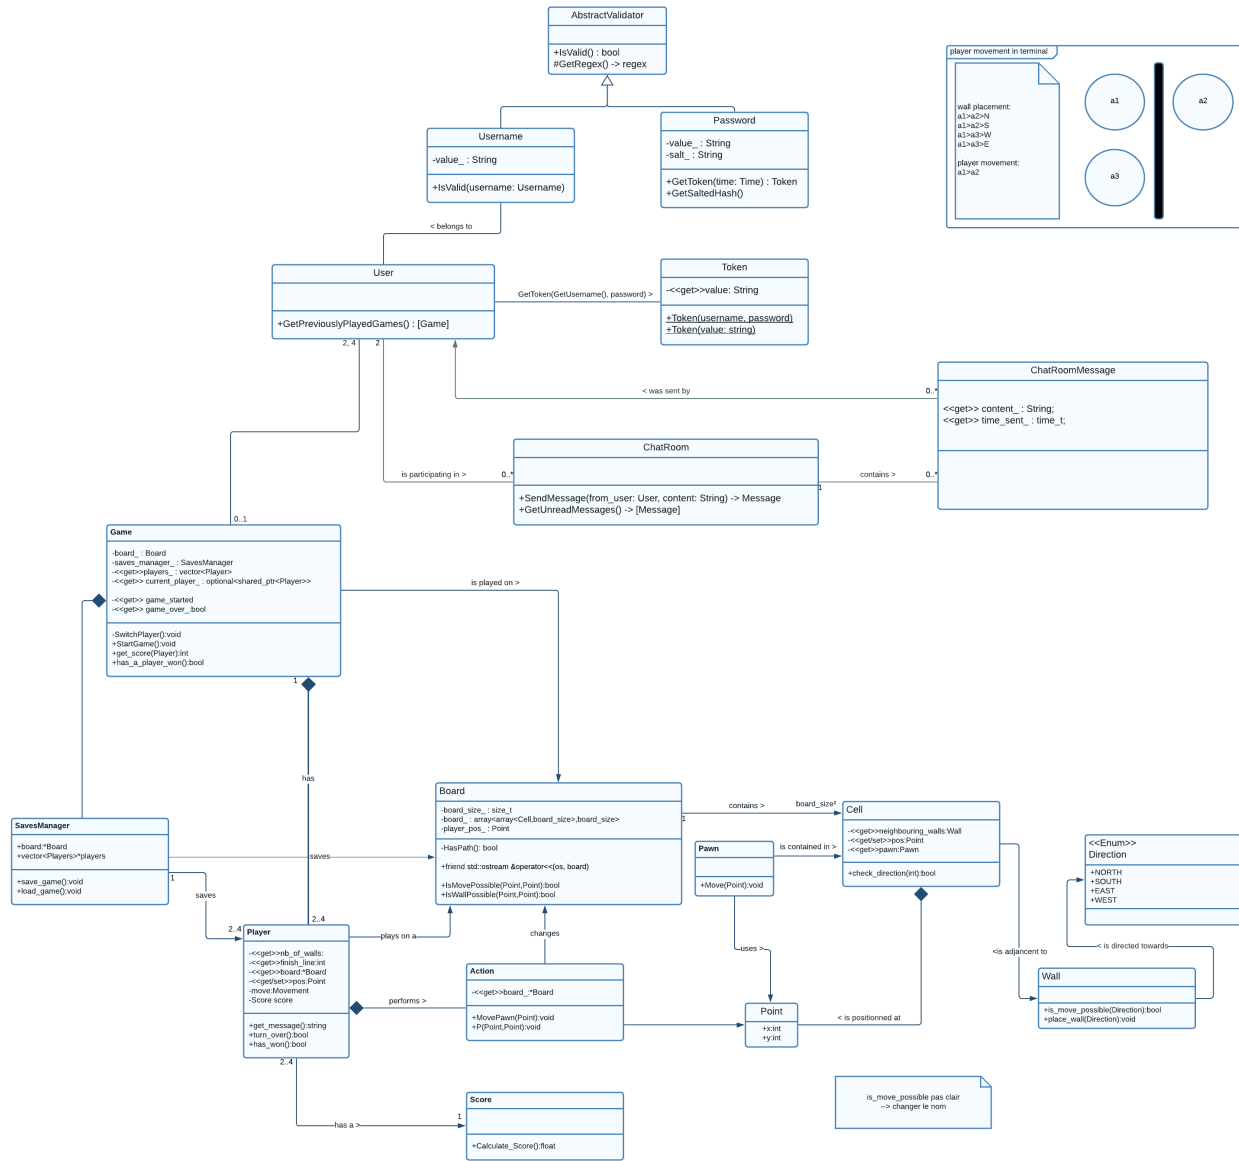 AbstractValidator
+IsValid() : bool
#GetRegex() -> regex
player movement in terminal
wall placement:
a1>a2>N
a1>a2>S
a1>a3>W
a1>a3>E
player movement:
a1>a2
a1
a2
a3
Username
-value_ : String
+IsValid(username: Username)
Password
-value_ : String
-salt_ : String
+GetToken(time: Time) : Token
+GetSaltedHash()
< belongs to
User
+GetPreviouslyPlayedGames() : [Game]
GetToken(GetUsername(), password) >
Token
-<<get>>value: String
+Token(username, password)
+Token(value: string)
2, 4
2
< was sent by
0..*
ChatRoomMessage
<<get>> content_ : String;
<<get>> time_sent_ : time_t;
is participating in >
0..*
ChatRoom
+SendMessage(from_user: User, content: String) -> Message
+GetUnreadMessages() -> [Message]
1
contains >
0..*
0..1
Game
-board_ : Board
-saves_manager_ : SavesManager
-<<get>>players_ : vector<Player>
-<<get>> current_player_ : optional<shared_ptr<Player>>
-<<get>> game_started
-<<get>> game_over_:bool
-SwitchPlayer():void
+StartGame():void
+get_score(Player):int
+has_a_player_won():bool
is played on >
1
has
2..4
SavesManager
+board:*Board
+vector<Players>*players
+save_game():void
+load_game():void
saves
1
saves
2..4
Board
-board_size_ : size_t
-board_ : array<array<Cell,board_size>,board_size>
-player_pos_ : Point
-HasPath(): bool
+friend std::ostream &operator<<(os, board)
+IsMovePossible(Point,Point):bool
+IsWallPossible(Point,Point):bool
1
contains >
board_size²
Pawn
+Move(Point):void
is contained in >
Cell
-<<get>>neighbouring_walls:Wall
-<<get/set>>pos:Point
-<<get>>pawn:Pawn
+check_direction(int):bool
<<Enum>>
Direction
+NORTH
+SOUTH
+EAST
+WEST
Player
-<<get>>nb_of_walls:
-<<get>>finish_line:int
-<<get>>board:*Board
-<<get/set>>pos:Point
-move:Movement
-Score score
+get_message():string
+turn_over():bool
+has_won():bool
plays on a
changes
uses >
<is adjancent to
< is directed towards
Action
-<<get>>board_:*Board
+MovePawn(Point):void
+P(Point,Point):void
performs >
Point
+x:int
+y:int
< is positionned at
Wall
+is_move_possible(Direction):bool
+place_wall(Direction):void
2..4
has a >
1
Score
+Calculate_Score():float
is_move_possible pas clair
--> changer le nom